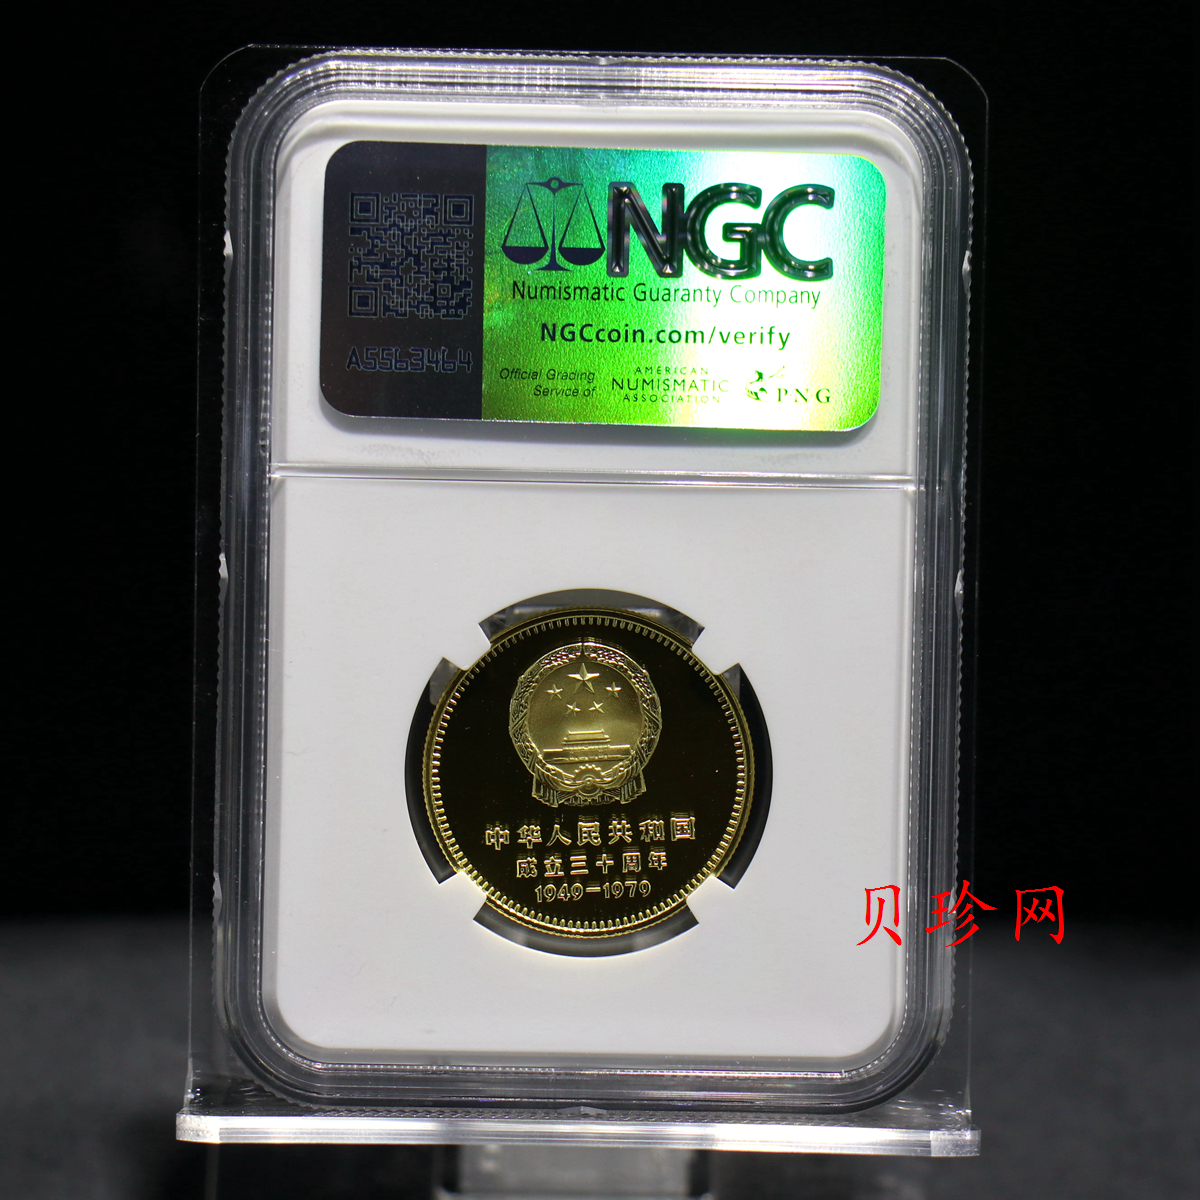 NGC
Numismatic Guaranty Company
NGCcoin.com/verify
A5563464
Official Grading
Service of
AMERICAN
NUMISMATIC
ASSOCIATION
PNG
中华人民共和国
成立三十周年
1949-1979
贝珍网